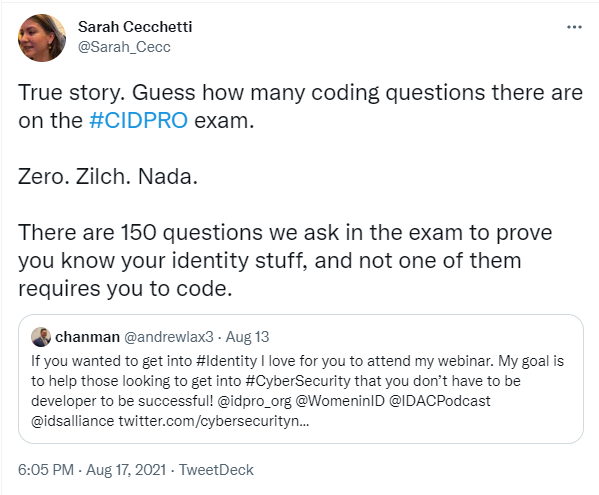 Sarah Cecchetti
@Sarah_Cecc
True story. Guess how many coding questions there are
on the #CIDPRO exam.
Zero. Zilch. Nada.
There are 150 questions we ask in the exam to prove
you know your identity stuff, and not one of them
requires you to code.
chanman @andrewlax3 · Aug 13
If you wanted to get into #Identity I love for you to attend my webinar. My goal is
to help those looking to get into #CyberSecurity that you don’t have to be
developer to be successful! @idpro_org @WomeninID @IDACPodcast
@idsalliance twitter.com/cybersecurityn...
6:05 PM · Aug 17, 2021 · TweetDeck